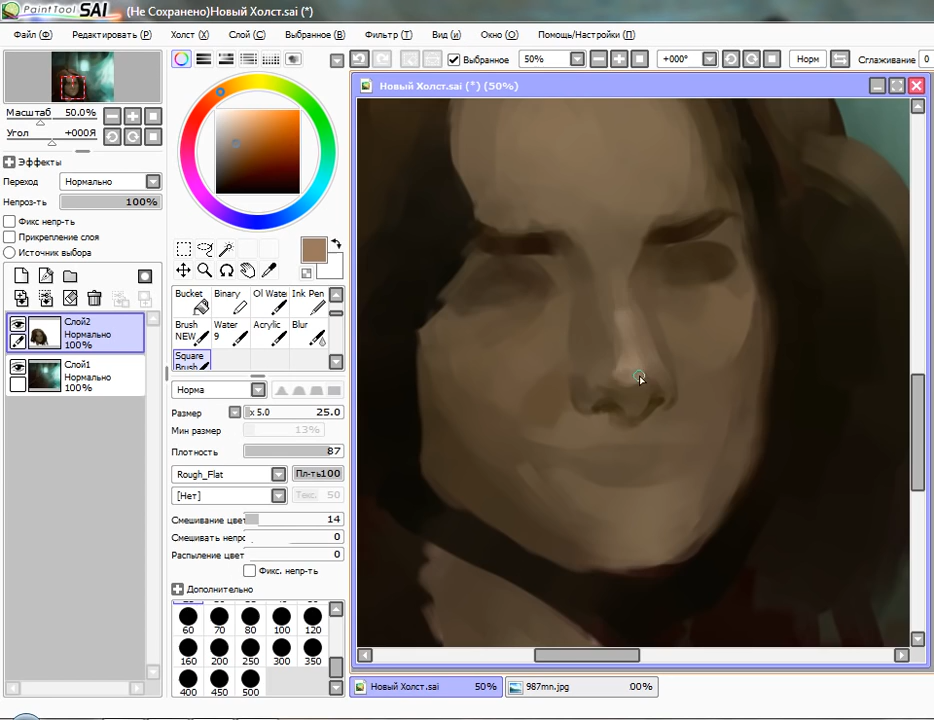 PaintTool SAI (Не Сохранено)Новый Холст.sai (*)
Файл (Ф) Редактировать (Р) Холст (Х) Слой (С) Выбранное (В) Фильтр (Т) Вид (и) Окно (О) Помощь/Настройки (П)
Выбранное 50% +000° Норм Сглаживание 0
Новый Холст.sai (*) (50%)
Масштаб 50.0%
Угол +000Я
Эффекты
Переход Нормально
Непроз-ть 100%
Фикс непр-ть
Прикрепление слоя
Источник выбора
Слой2
Нормально
100%
Слой1
Нормально
100%
Bucket Binary Ol Wate Ink Pen
Brush NEW Water 9 Acrylic Blur
Square Brush
Норма
Размер x 5.0 25.0
Мин размер 13%
Плотность 87
Rough_Flat Пл-ть100
[Нет] Текс. 50
Смешивание цвет 14
Смешивать непрс 0
Распыление цвет 0
Фикс. непр-ть
Дополнительно
60 70 80 100 120
160 200 250 300 350
400 450 500
Новый Холст.sai 50% 987mn.jpg 00%